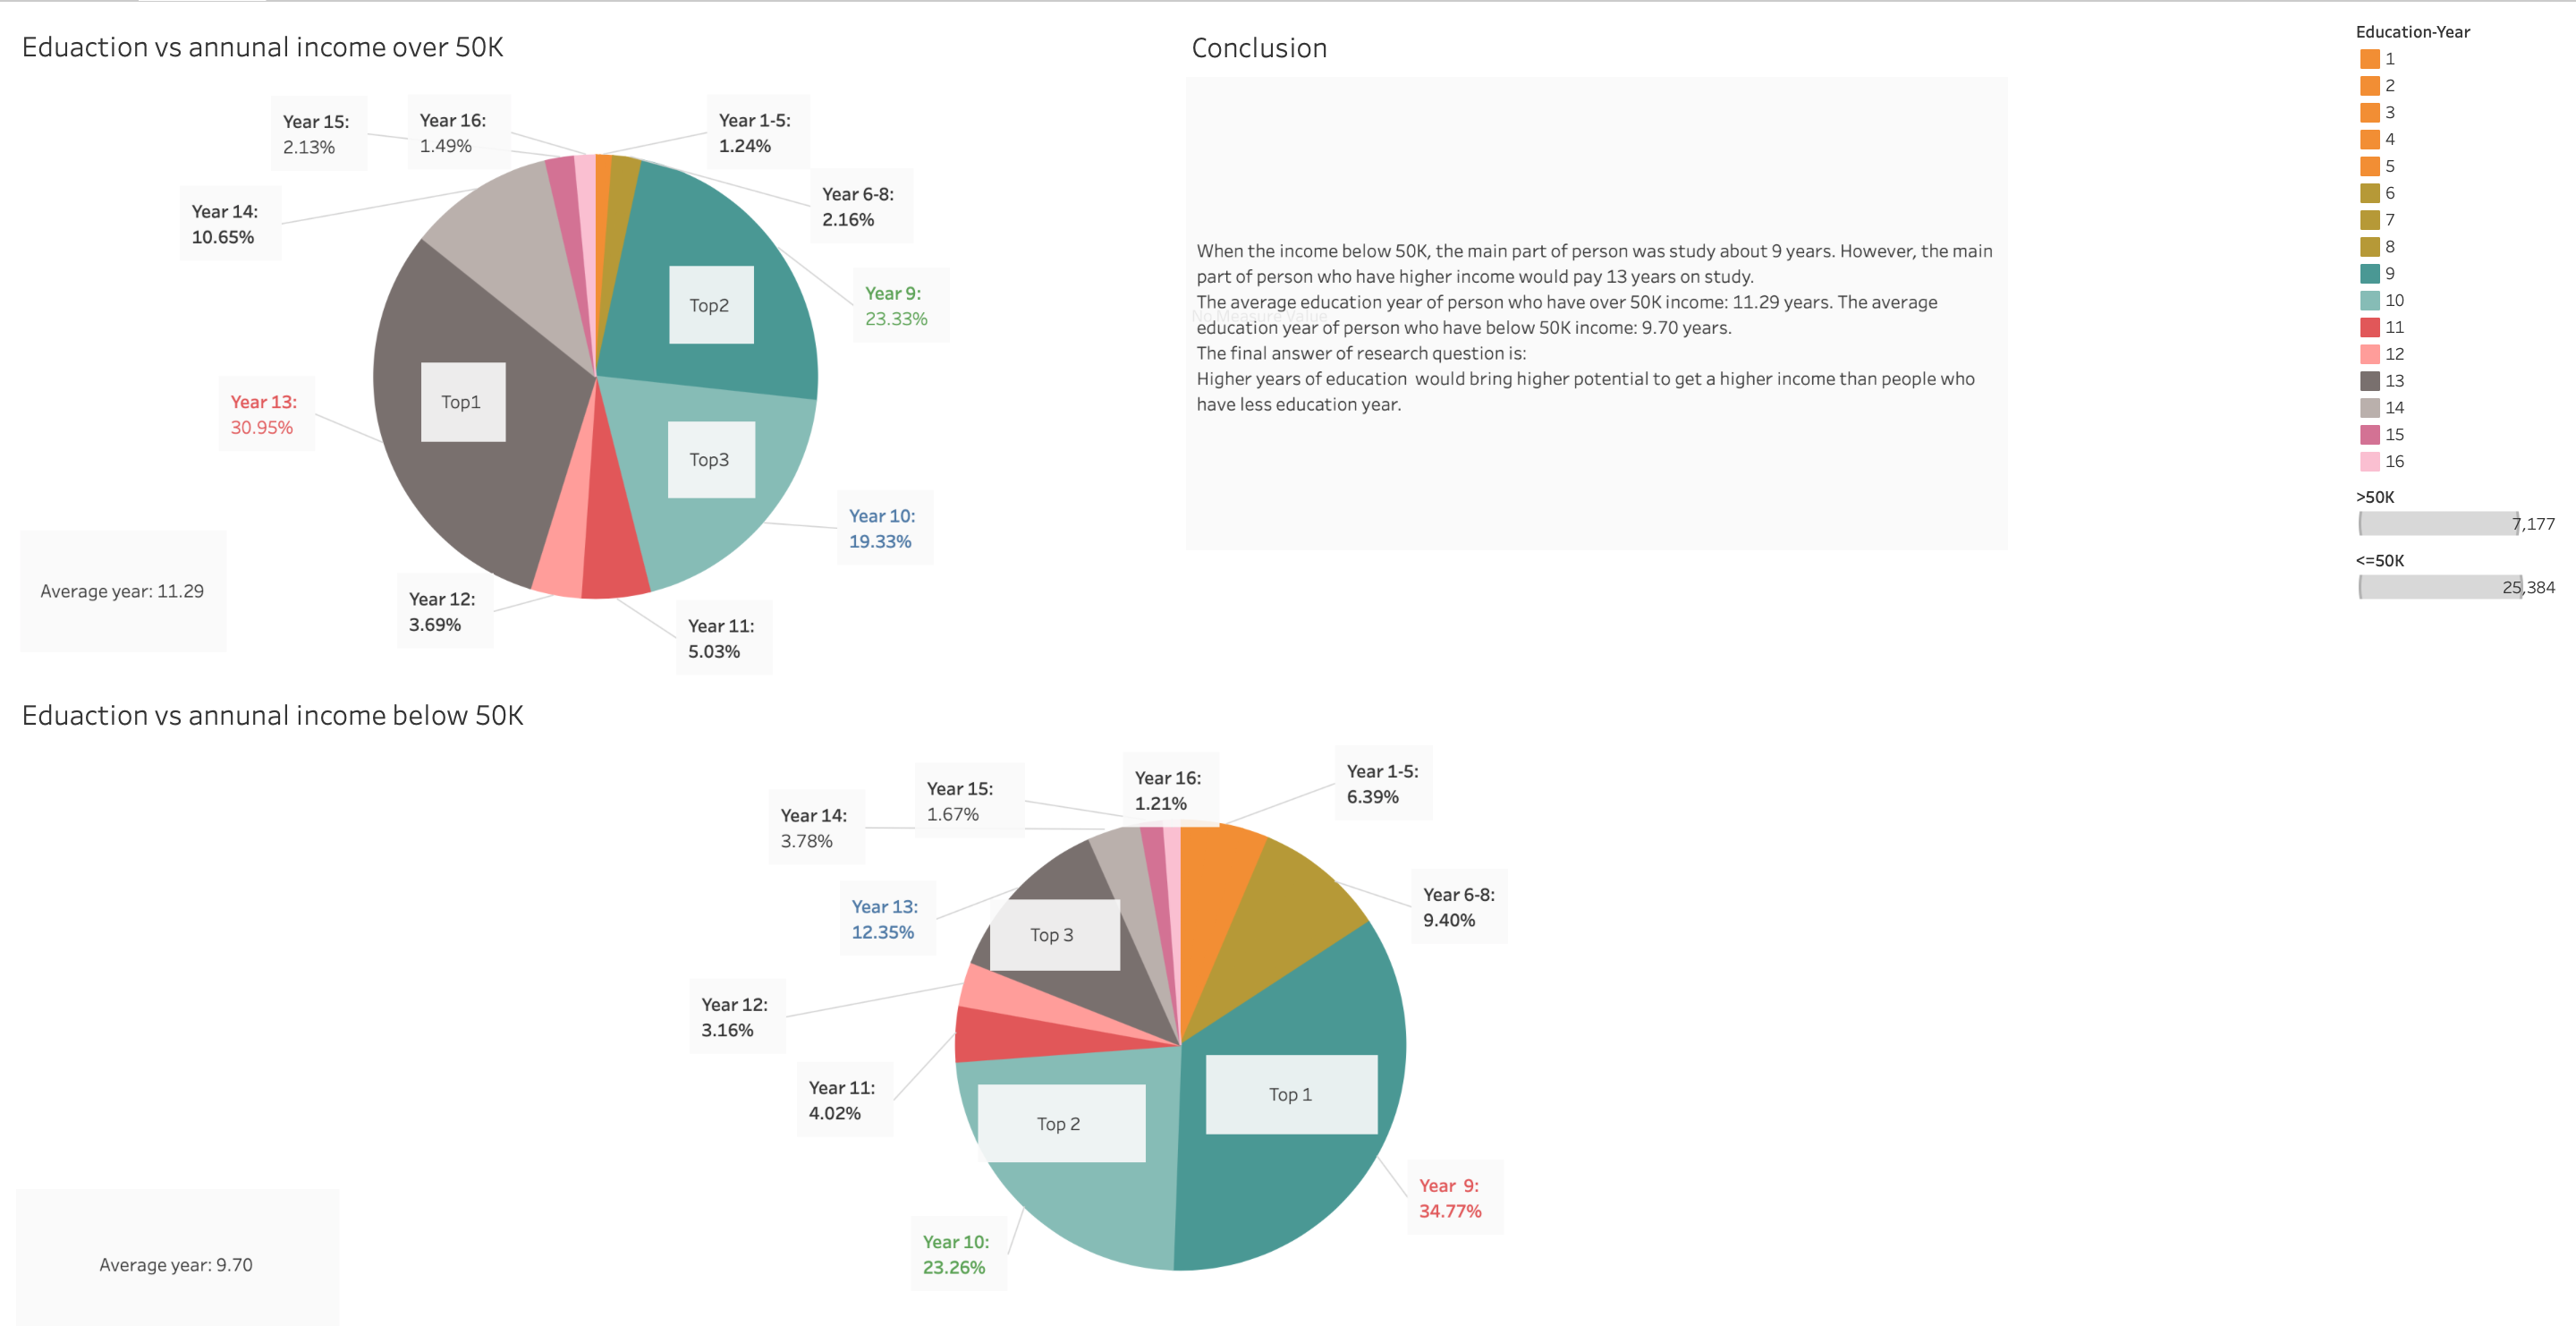 Eduaction vs annunal income over 50K
Year 15:
2.13%
Year 16:
1.49%
Year 1-5:
1.24%
Year 6-8:
2.16%
Year 14:
10.65%
Year 9:
23.33%
Top2
Top1
Top3
Year 13:
30.95%
Year 10:
19.33%
Average year: 11.29
Year 12:
3.69%
Year 11:
5.03%
Conclusion
When the income below 50K, the main part of person was study about 9 years. However, the main
part of person who have higher income would pay 13 years on study.
The average education year of person who have over 50K income: 11.29 years. The average
No Measure Value
education year of person who have below 50K income: 9.70 years.
The final answer of research question is:
Higher years of education  would bring higher potential to get a higher income than people who
have less education year.
Education-Year
1
2
3
4
5
6
7
8
9
10
11
12
13
14
15
16
>50K
7,177
<=50K
25,384
Eduaction vs annunal income below 50K
Year 16:
1.21%
Year 1-5:
6.39%
Year 15:
1.67%
Year 14:
3.78%
Year 6-8:
9.40%
Year 13:
12.35%
Top 3
Year 12:
3.16%
Year 11:
4.02%
Top 1
Top 2
Year  9:
34.77%
Year 10:
23.26%
Average year: 9.70